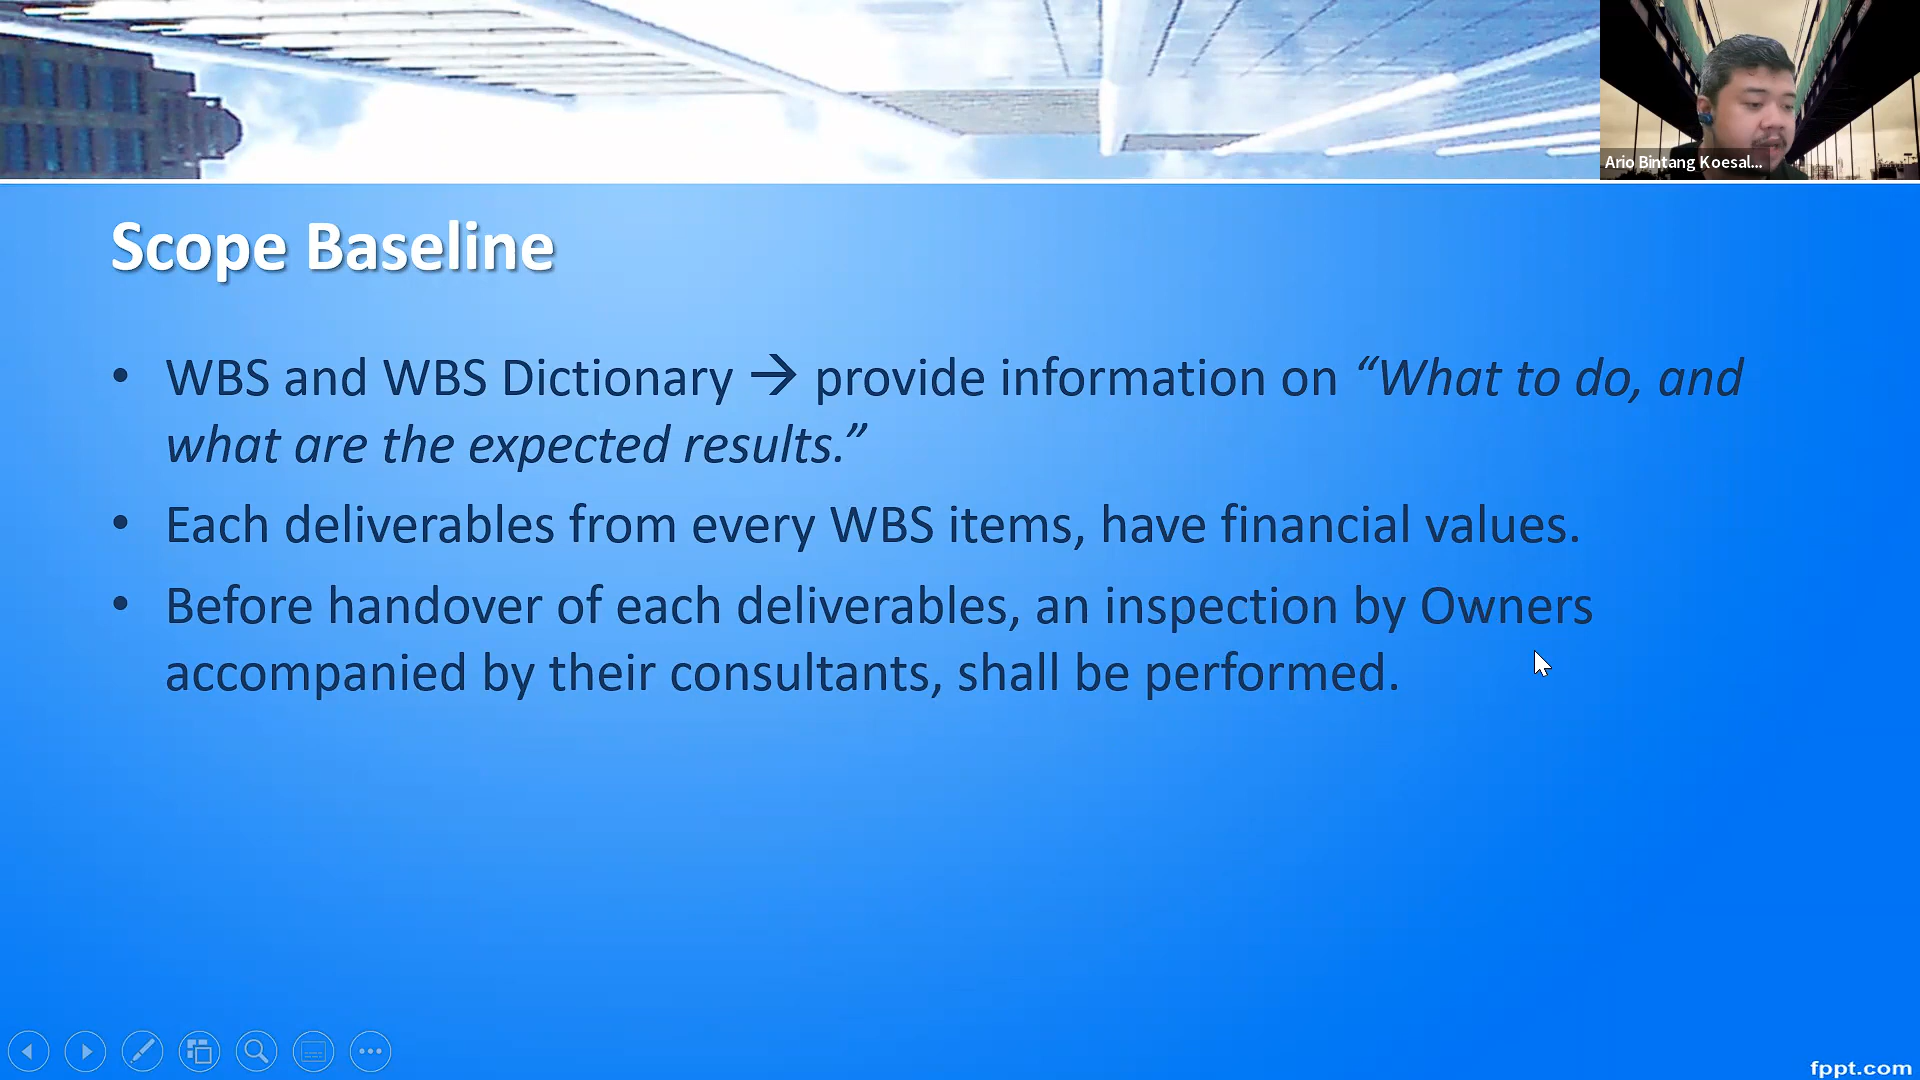 Ario Bintang Koesal...
Scope Baseline
• WBS and WBS Dictionary → provide information on “What to do, and
what are the expected results.”
• Each deliverables from every WBS items, have financial values.
• Before handover of each deliverables, an inspection by Owners
accompanied by their consultants, shall be performed.
fppt.com